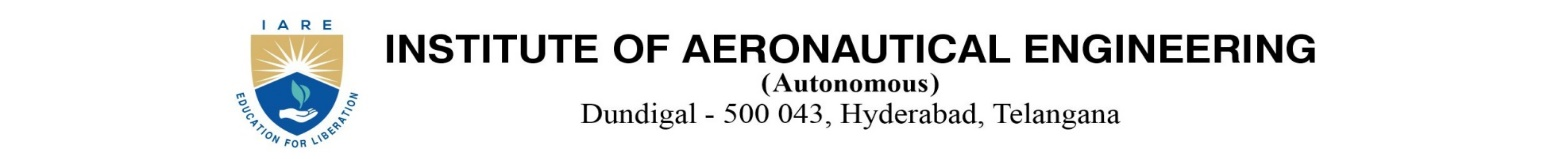 IARE
EDUCATION FOR LIBERATION
INSTITUTE OF AERONAUTICAL ENGINEERING
(Autonomous)
Dundigal - 500 043, Hyderabad, Telangana